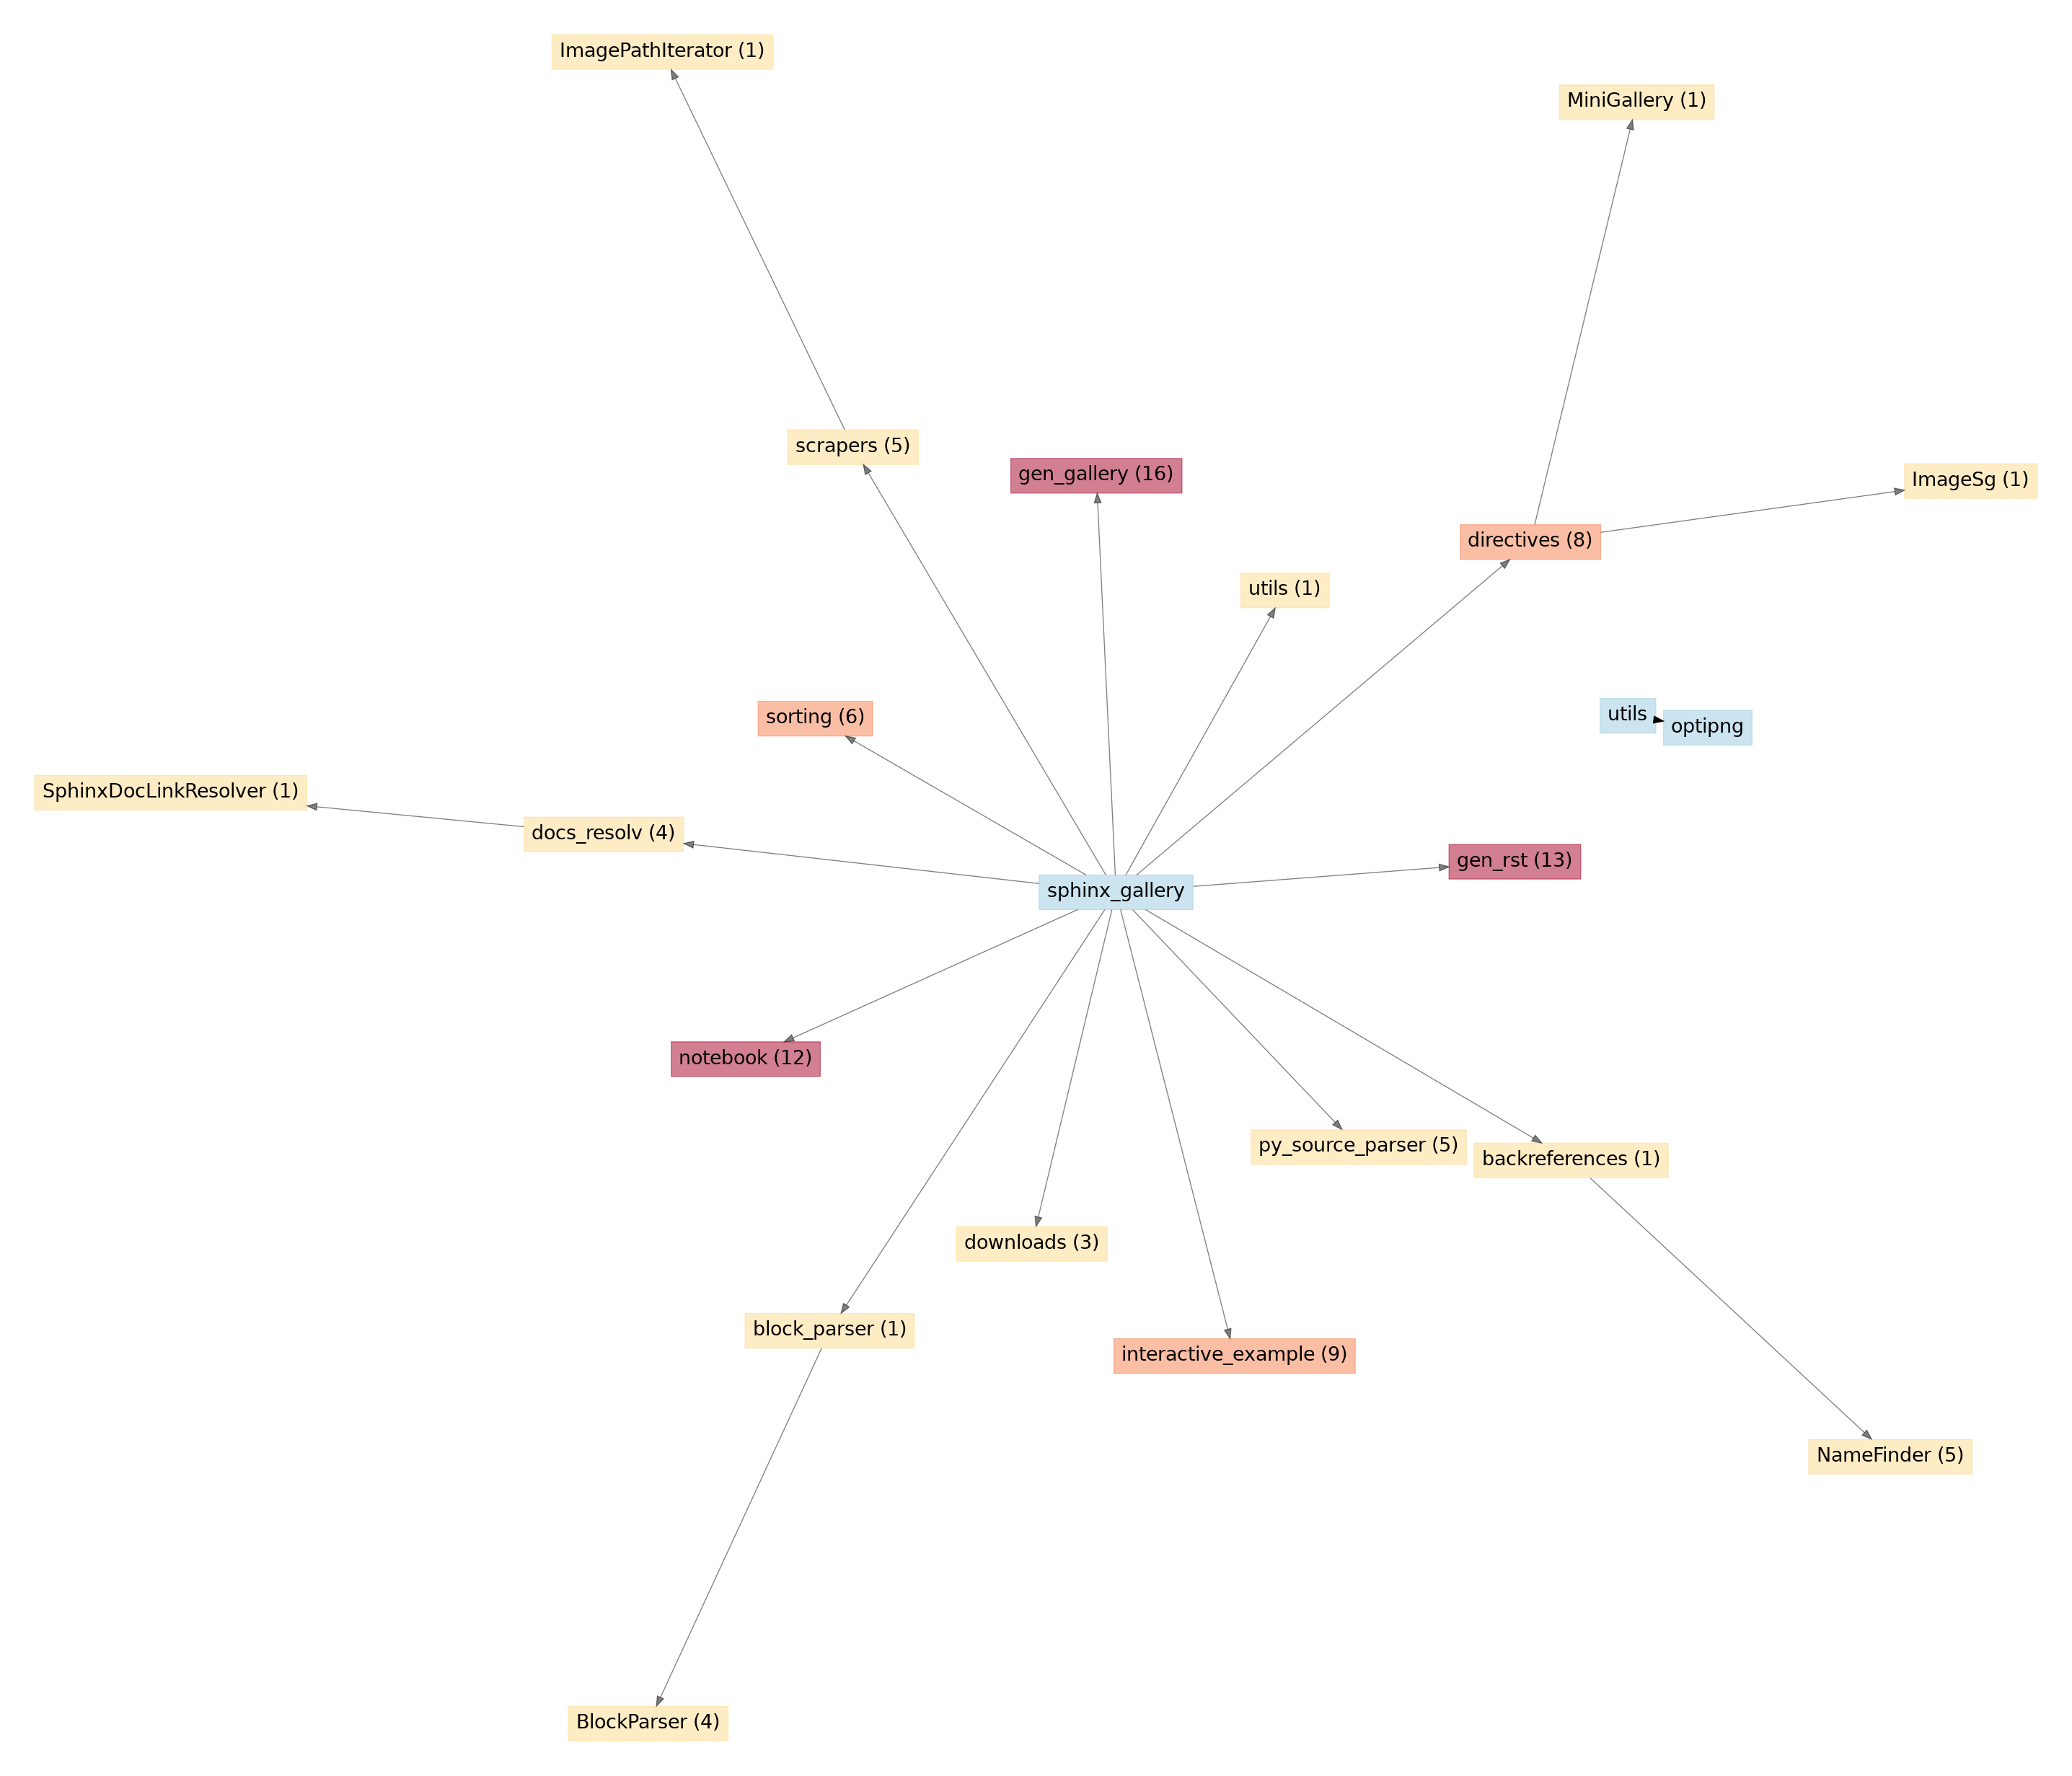 ImagePathIterator (1)
MiniGallery (1)
scrapers (5)
gen_gallery (16)
ImageSg (1)
directives (8)
utils (1)
sorting (6)
utils
optipng
SphinxDocLinkResolver (1)
docs_resolv (4)
gen_rst (13)
sphinx_gallery
notebook (12)
py_source_parser (5)
backreferences (1)
downloads (3)
block_parser (1)
interactive_example (9)
NameFinder (5)
BlockParser (4)